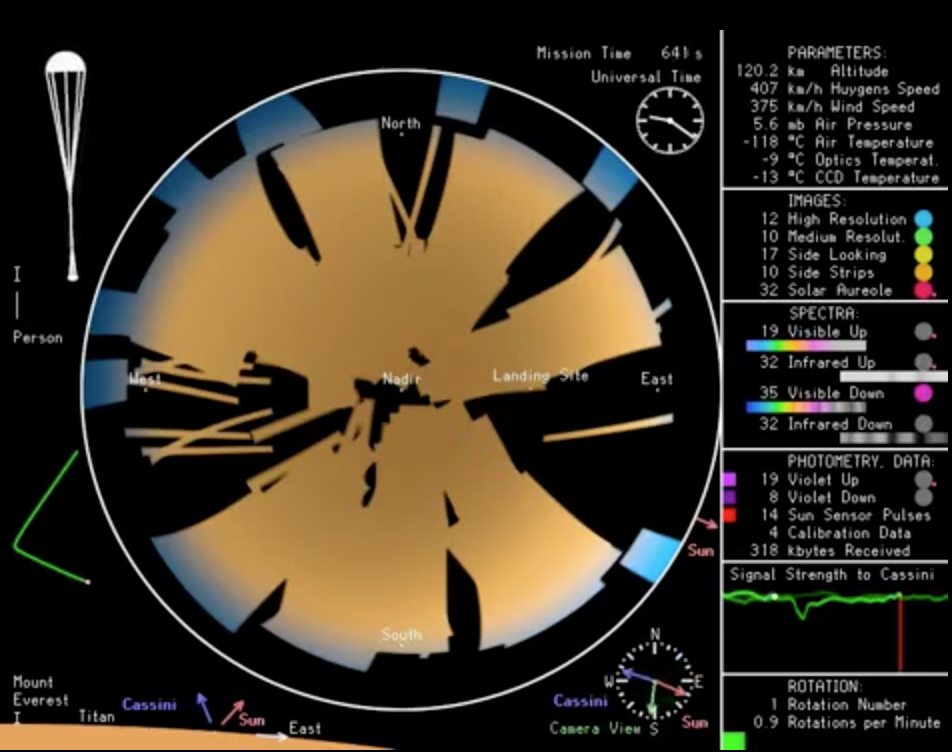 Mission Time 641 s
Universal Time
North
West
Nadir
Landing Site
East
South
I
Person
Sun
Mount
Everest
I
Titan
Cassini
Sun
East
N
W
E
S
Cassini
Camera View
Sun
PARAMETERS:
120.2 km Altitude
407 km/h Huygens Speed
375 km/h Wind Speed
5.6 mb Air Pressure
-118 ºC Air Temperature
-9 ºC Optics Temperat.
-13 ºC CCD Temperature
IMAGES:
12 High Resolution
10 Medium Resolut.
17 Side Looking
10 Side Strips
32 Solar Aureole
SPECTRA:
19 Visible Up
32 Infrared Up
35 Visible Down
32 Infrared Down
PHOTOMETRY, DATA:
19 Violet Up
8 Violet Down
14 Sun Sensor Pulses
4 Calibration Data
318 kbytes Received
Signal Strength to Cassini
ROTATION:
1 Rotation Number
0.9 Rotations per Minute